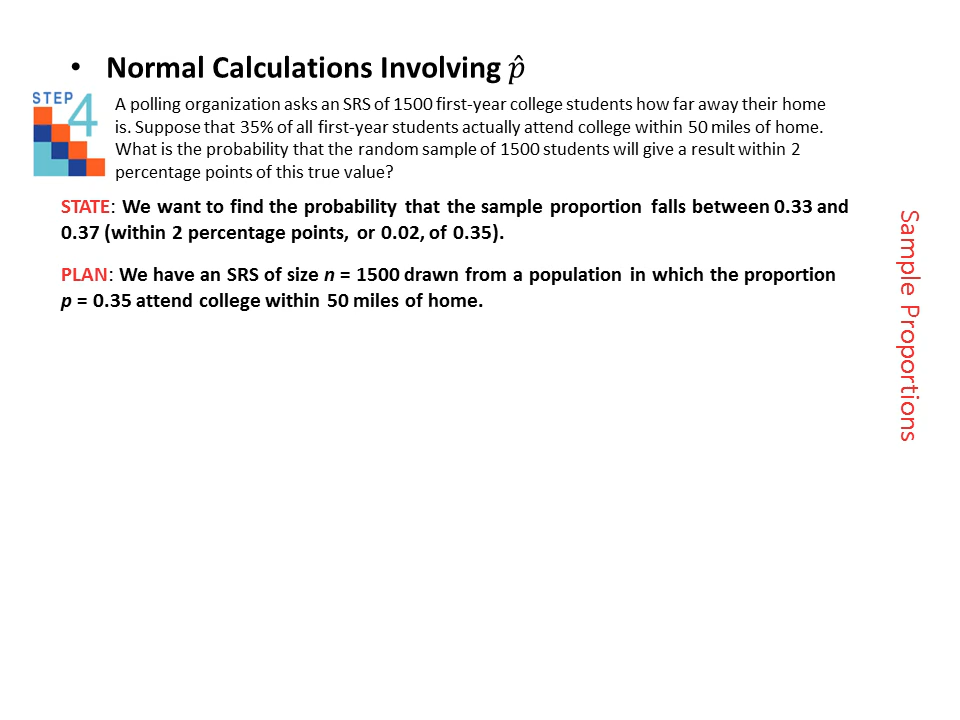 • Normal Calculations Involving p̂
STEP 4
A polling organization asks an SRS of 1500 first-year college students how far away their home
is. Suppose that 35% of all first-year students actually attend college within 50 miles of home.
What is the probability that the random sample of 1500 students will give a result within 2
percentage points of this true value?
STATE: We want to find the probability that the sample proportion falls between 0.33 and
0.37 (within 2 percentage points, or 0.02, of 0.35).
PLAN: We have an SRS of size n = 1500 drawn from a population in which the proportion
p = 0.35 attend college within 50 miles of home.
Sample Proportions